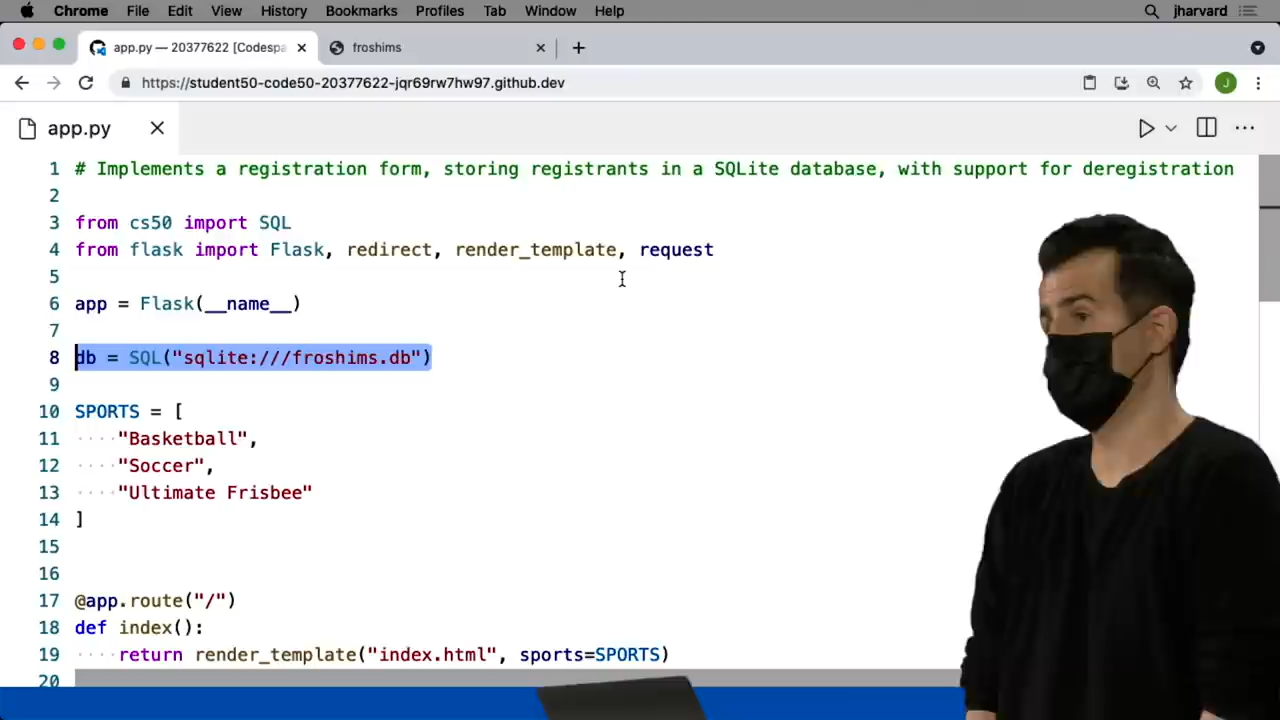 Chrome File Edit View History Bookmarks Profiles Tab Window Help jharvard
app.py — 20377622 [Codespa
froshims
https://student50-code50-20377622-jqr69rw7hw97.github.dev
J
app.py
1 # Implements a registration form, storing registrants in a SQLite database, with support for deregistration
2
3 from cs50 import SQL
4 from flask import Flask, redirect, render_template, request
5
6 app = Flask(__name__)
7
8 db = SQL("sqlite:///froshims.db")
9
10 SPORTS = [
11 ····"Basketball",
12 ····"Soccer",
13 ····"Ultimate Frisbee"
14 ]
15
16
17 @app.route("/")
18 def index():
19 ····return render_template("index.html", sports=SPORTS)
20